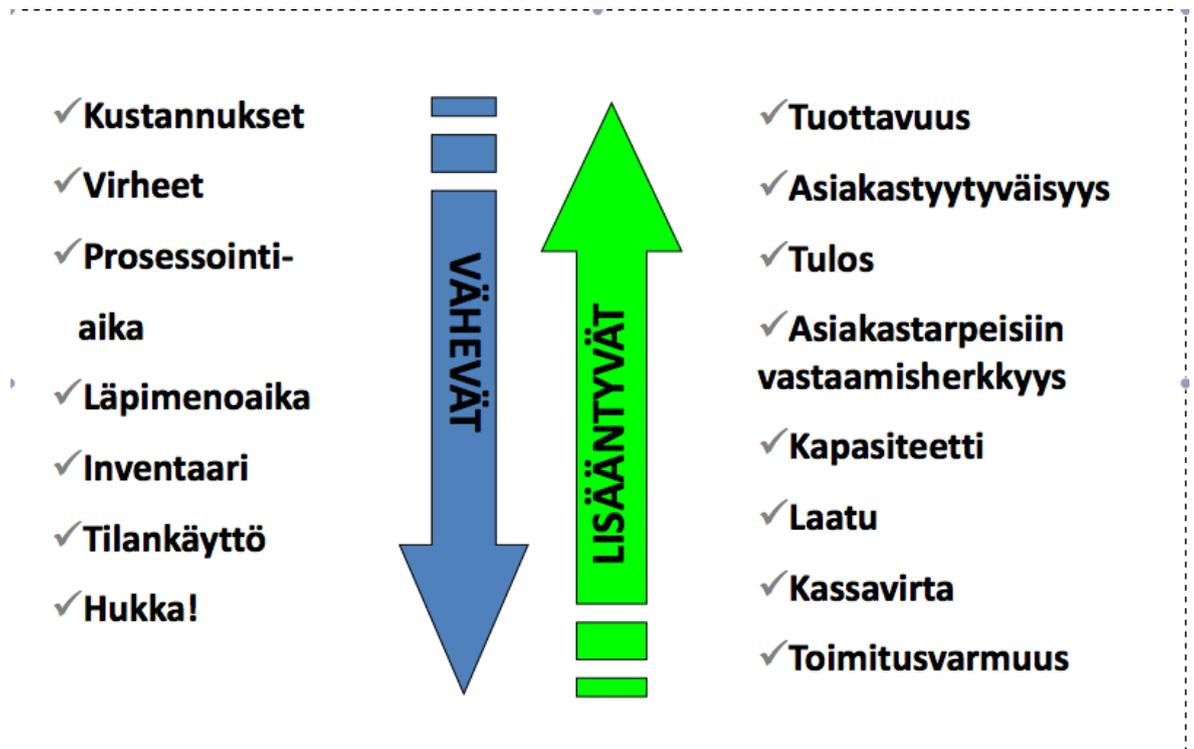 ✓Kustannukset
✓Virheet
✓Prosessointi-
aika
✓Läpimenoaika
✓Inventaari
✓Tilankäyttö
✓Hukka!
VÄHEVÄT
LISÄÄNTYVÄT
✓Tuottavuus
✓Asiakastyytyväisyys
✓Tulos
✓Asiakastarpeisiin
vastaamisherkkyys
✓Kapasiteetti
✓Laatu
✓Kassavirta
✓Toimitusvarmuus